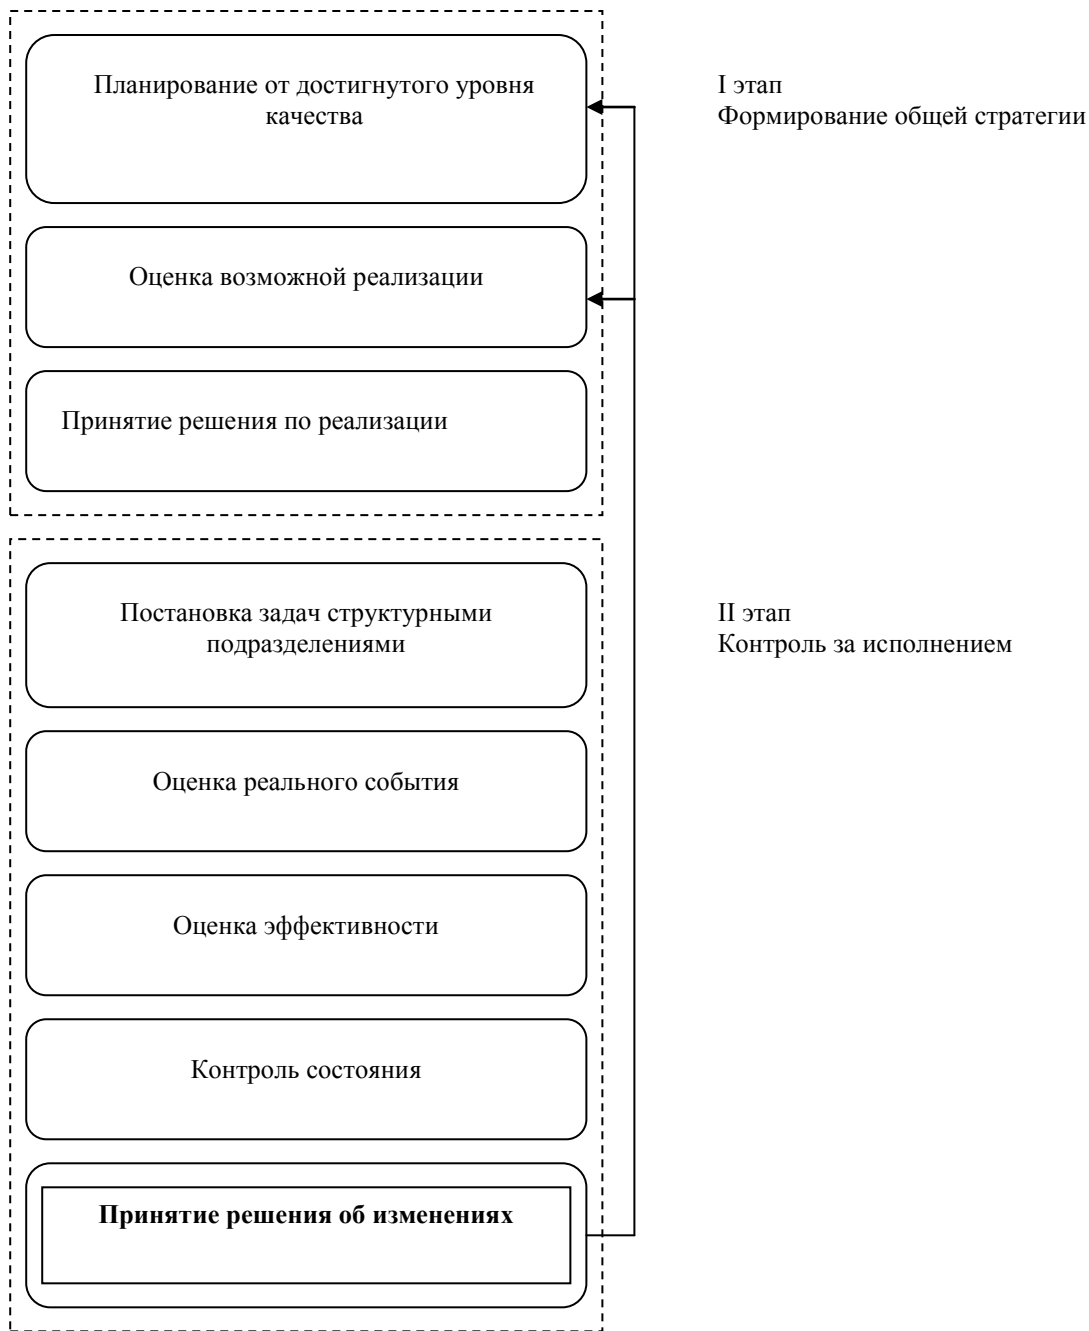 Планирование от достигнутого уровня
качества
I этап
Формирование общей стратегии
Оценка возможной реализации
Принятие решения по реализации
Постановка задач структурными
подразделениями
II этап
Контроль за исполнением
Оценка реального события
Оценка эффективности
Контроль состояния
Принятие решения об изменениях